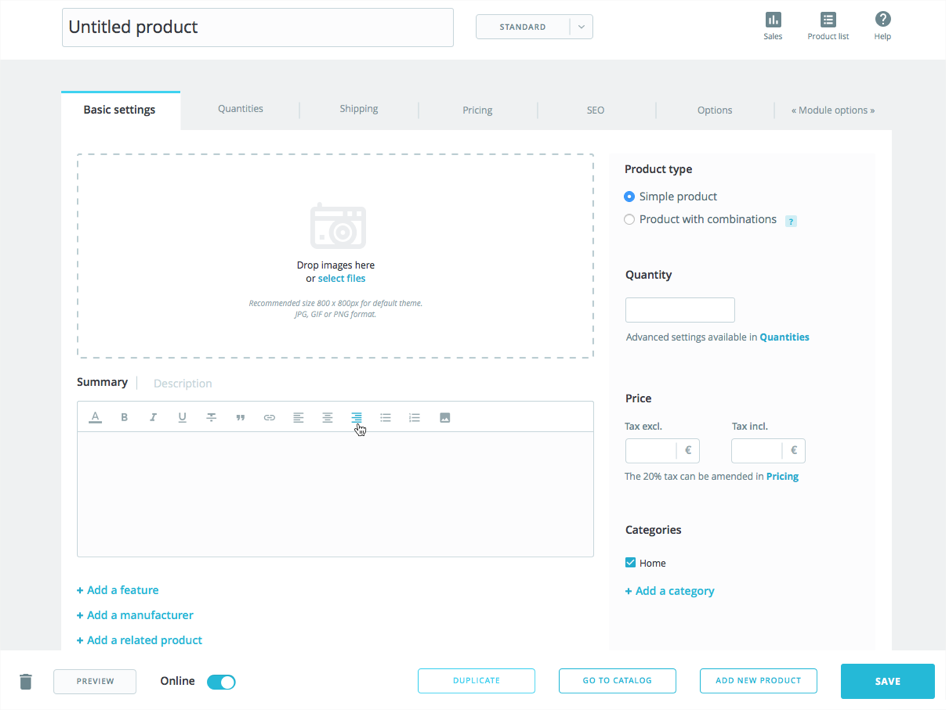 Untitled product
STANDARD
Sales
Product list
Help
Basic settings
Quantities
Shipping
Pricing
SEO
Options
« Module options »
Drop images here
or select files
Recommended size 800 x 800px for default theme.
JPG, GIF or PNG format.
Product type
Simple product
Product with combinations ?
Quantity
Advanced settings available in Quantities
Summary
Description
A B I U
Price
Tax excl.
Tax incl.
€
€
The 20% tax can be amended in Pricing
Categories
Home
+ Add a category
+ Add a feature
+ Add a manufacturer
+ Add a related product
PREVIEW
Online
DUPLICATE
GO TO CATALOG
ADD NEW PRODUCT
SAVE